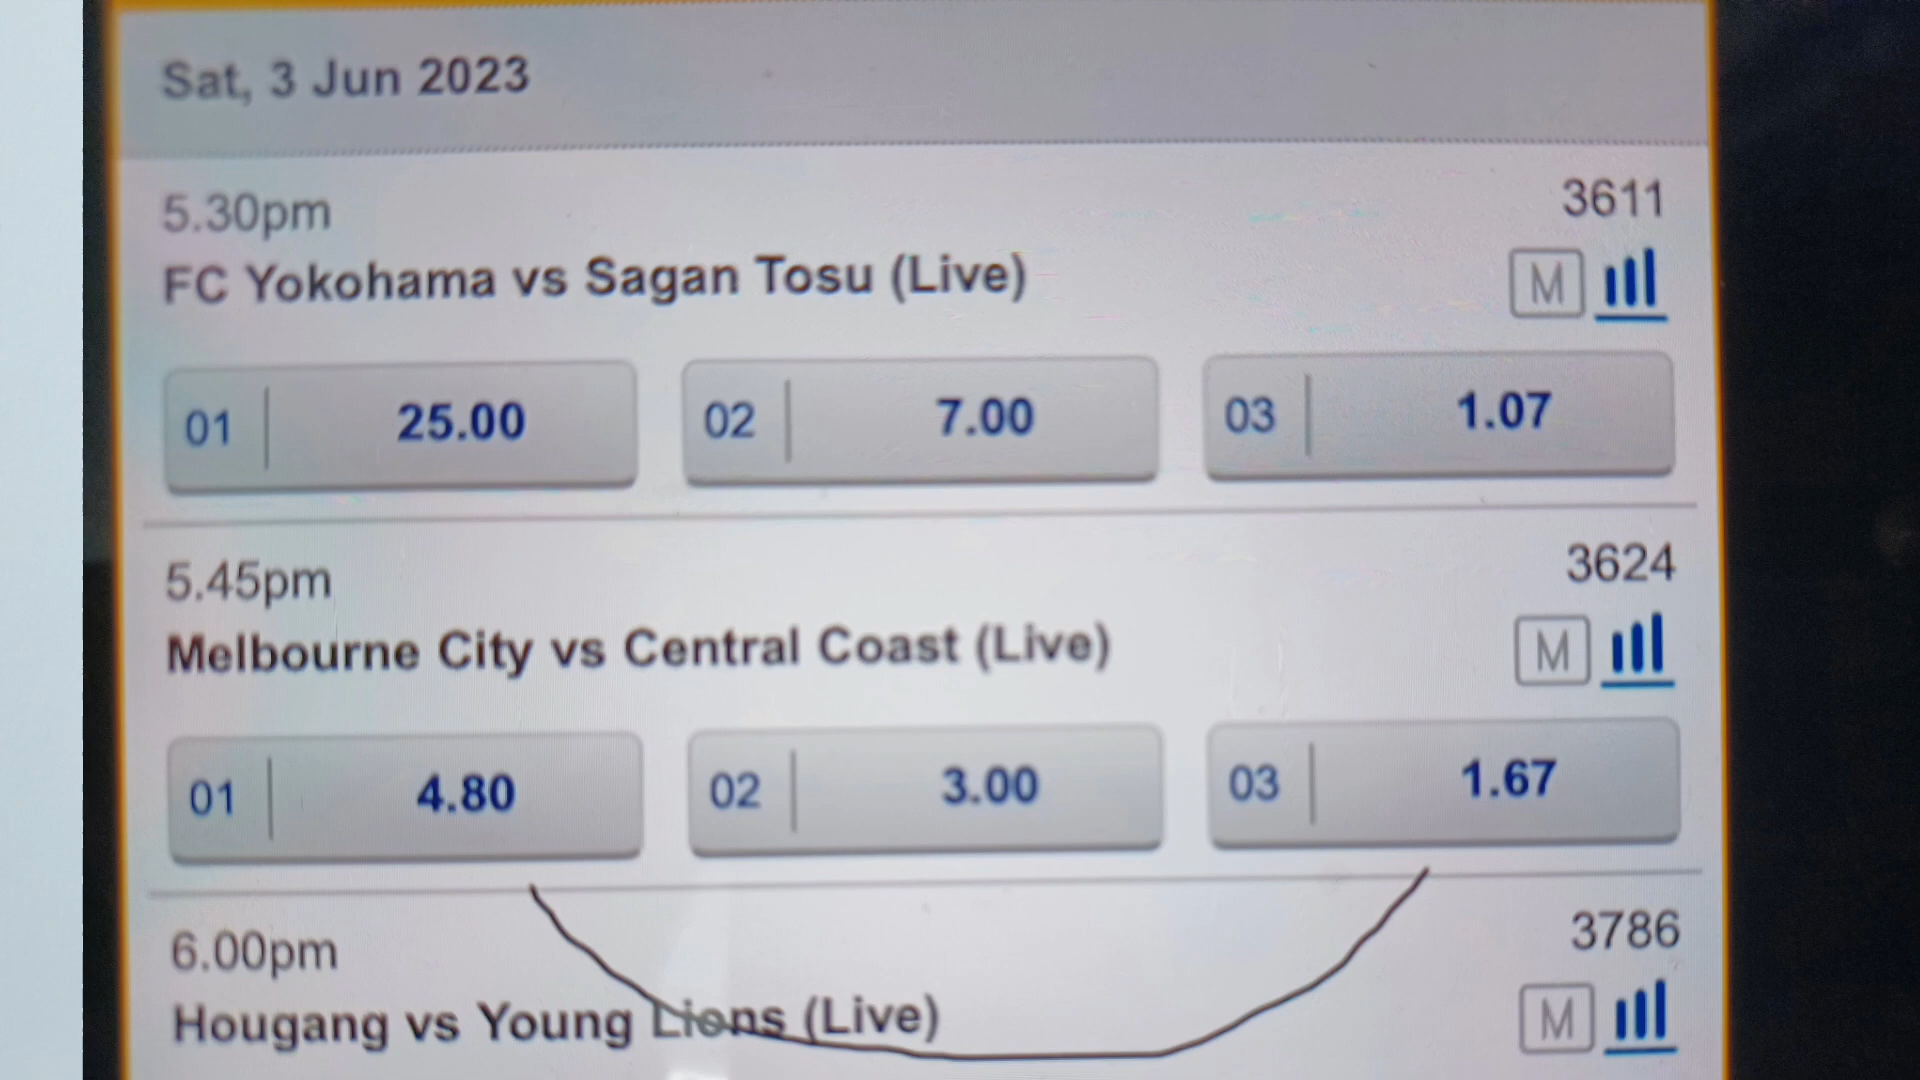 Sat, 3 Jun 2023
5.30pm 3611
FC Yokohama vs Sagan Tosu (Live) M
01 25.00 02 7.00 03 1.07
5.45pm 3624
Melbourne City vs Central Coast (Live) M
01 4.80 02 3.00 03 1.67
6.00pm 3786
Hougang vs Young Lions (Live) M